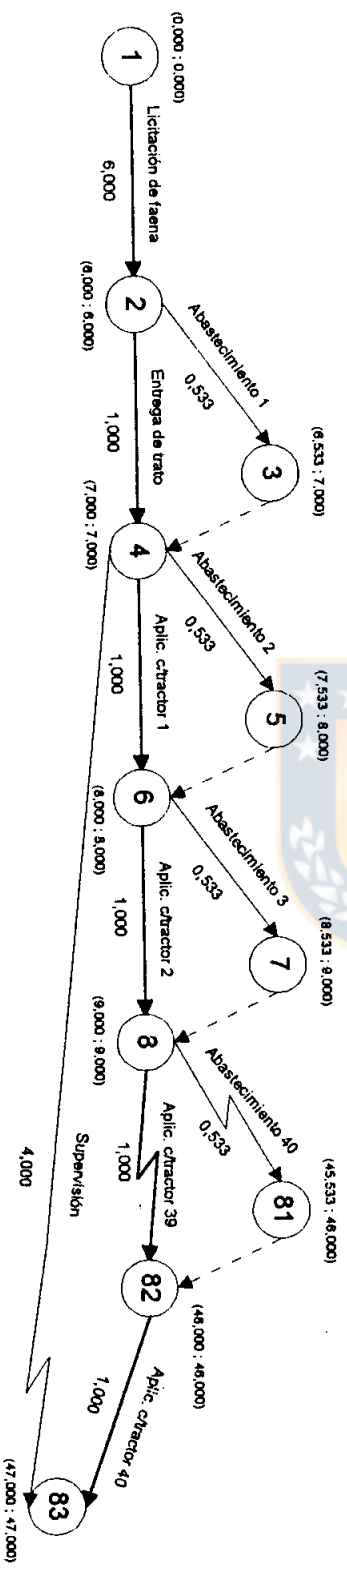 (0,000 ; 0.000)
1
Licitación de faena
6,000
2
(6,000 ; 6.000)
Abastecimiento 1
0,533
(6,533 ; 7,000)
3
Entrega de trato
1,000
4
(7,000 ; 7,000)
Abastecimiento 2
0,533
(7,533 ; 8,000)
5
Aplic. c/tractor 1
1,000
6
(8,000 ; 8,000)
Abastecimiento 3
0,533
(8,533 ; 9,000)
7
Aplic. c/tractor 2
1,000
8
(9,000 ; 9,000)
Abastecimiento 40
0,533
(45,533 ; 46,000)
81
Aplic. c/tractor 39
1,000
82
(46,000 ; 46,000)
Aplic. c/tractor 40
1,000
Supervisión
4,000
83
(47,000 ; 47,000)